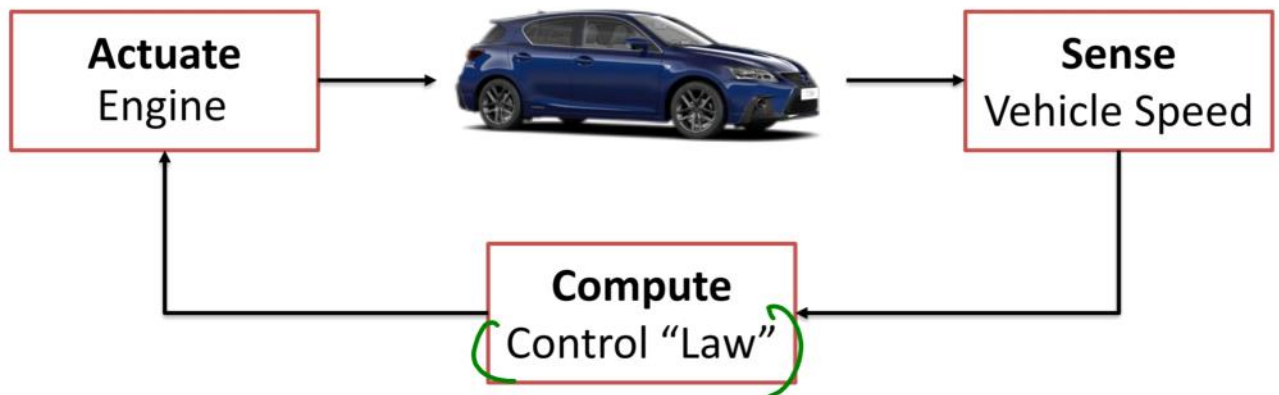 Actuate
Engine
Sense
Vehicle Speed
Compute
Control “Law”